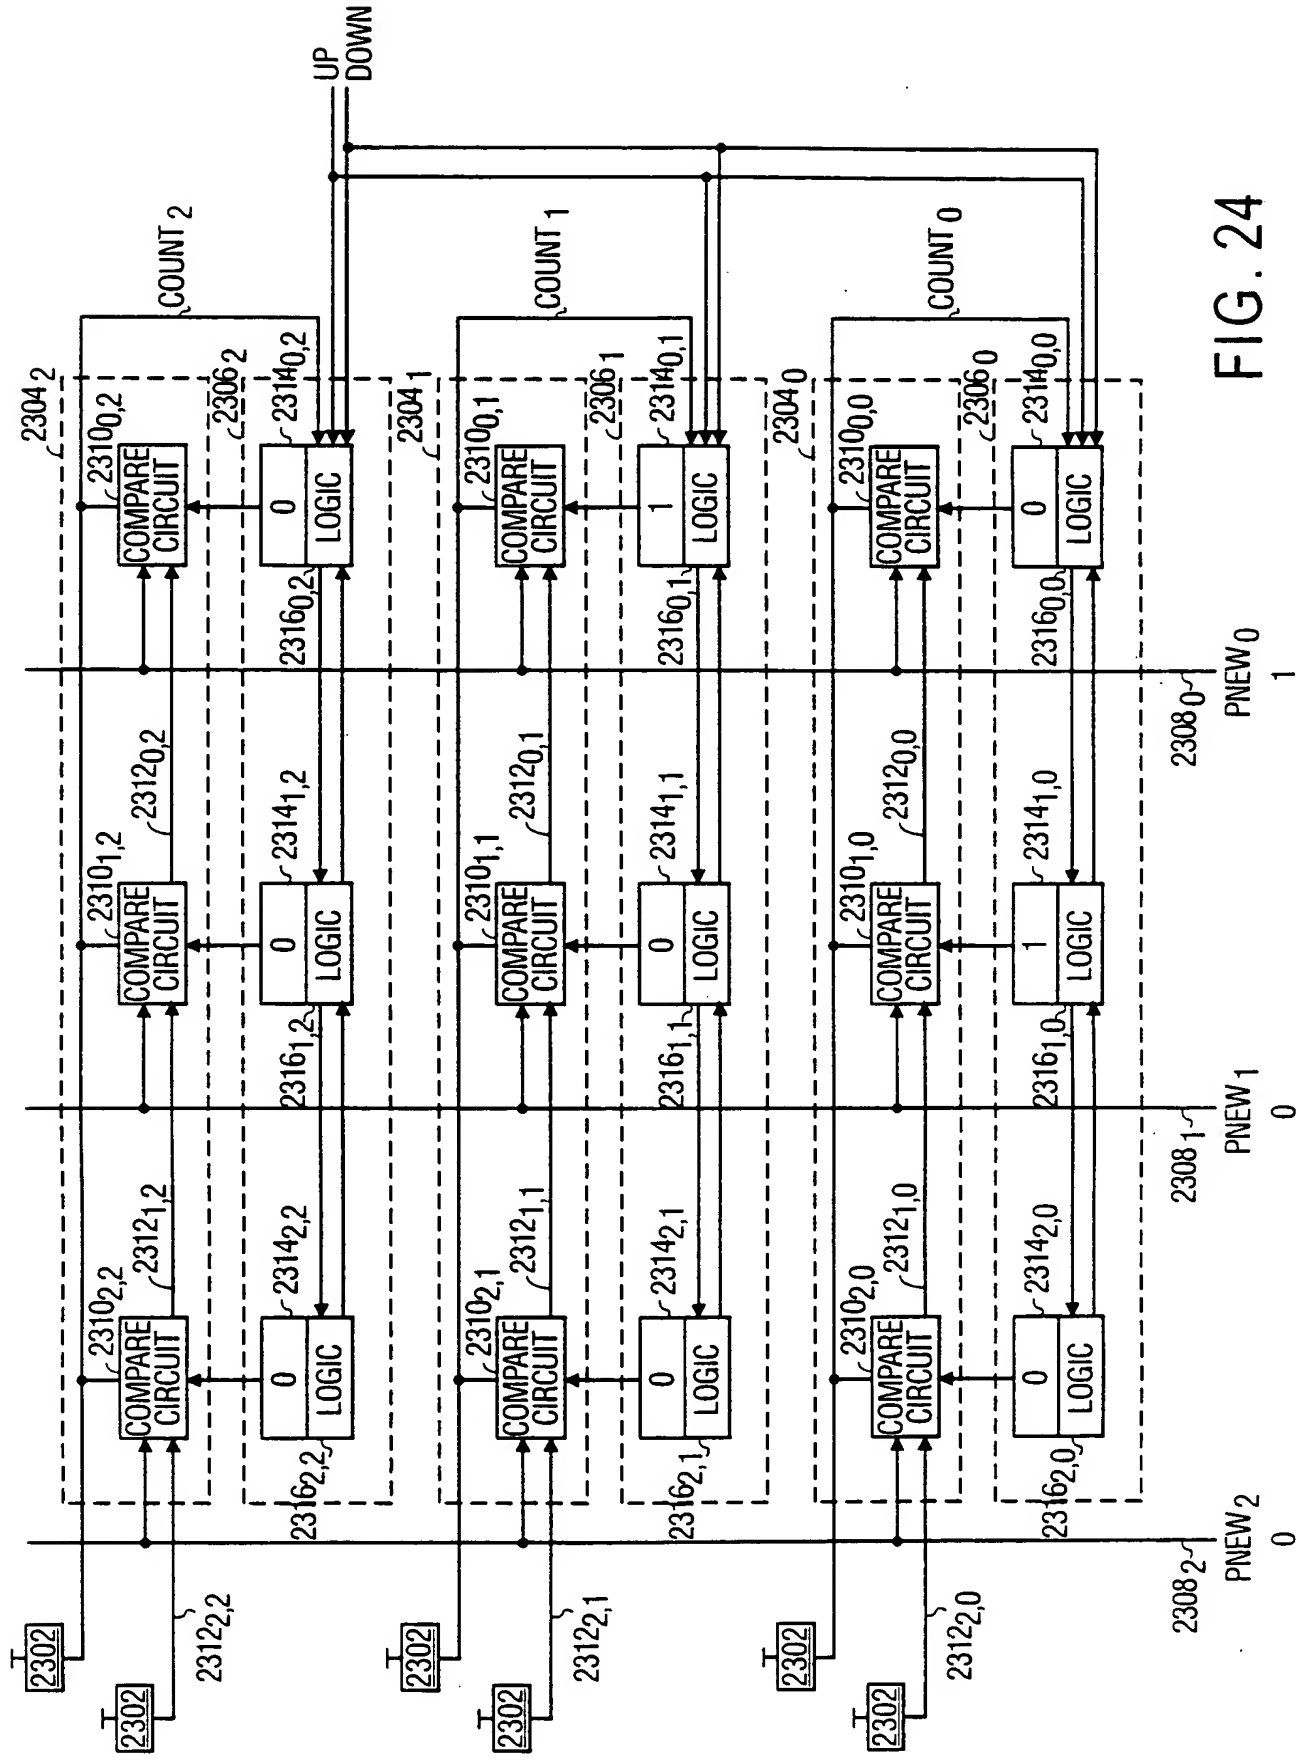 UP
DOWN
COUNT2
2304 2
2310 0,2
COMPARE CIRCUIT
2306 2
2314 0,2
0
LOGIC
2316 0,2
2312 0,2
2310 1,2
COMPARE CIRCUIT
2314 1,2
0
LOGIC
2316 1,2
2312 1,2
2310 2,2
COMPARE CIRCUIT
2314 2,2
0
LOGIC
2316 2,2
2302
2302
2312 2,2
COUNT1
2304 1
2310 0,1
COMPARE CIRCUIT
2306 1
2314 0,1
1
LOGIC
2316 0,1
2312 0,1
2310 1,1
COMPARE CIRCUIT
2314 1,1
0
LOGIC
2316 1,1
2312 1,1
2310 2,1
COMPARE CIRCUIT
2314 2,1
0
LOGIC
2316 2,1
2302
2302
2312 2,1
COUNT0
2304 0
2310 0,0
COMPARE CIRCUIT
2306 0
2314 0,0
0
LOGIC
2316 0,0
2312 0,0
2310 1,0
COMPARE CIRCUIT
2314 1,0
1
LOGIC
2316 1,0
2312 1,0
2310 2,0
COMPARE CIRCUIT
2314 2,0
0
LOGIC
2316 2,0
2302
2302
2312 2,0
2308 2
PNEW2
0
2308 1
PNEW1
0
2308 0
PNEW0
1
FIG. 24